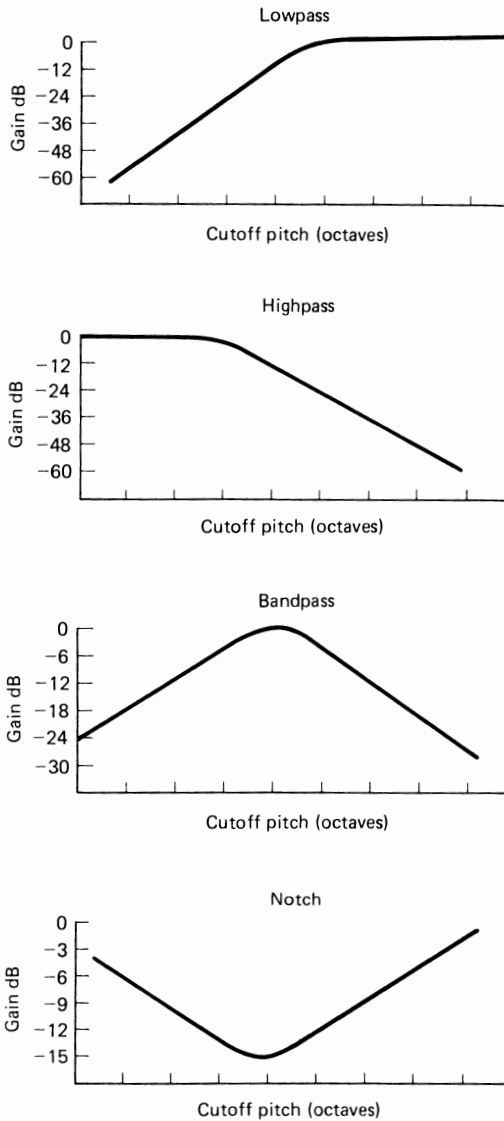 Lowpass
0
−12
−24
−36
−48
−60
Gain dB
Cutoff pitch (octaves)
Highpass
0
−12
−24
−36
−48
−60
Gain dB
Cutoff pitch (octaves)
Bandpass
0
−6
−12
−18
−24
−30
Gain dB
Cutoff pitch (octaves)
Notch
0
−3
−6
−9
−12
−15
Gain dB
Cutoff pitch (octaves)